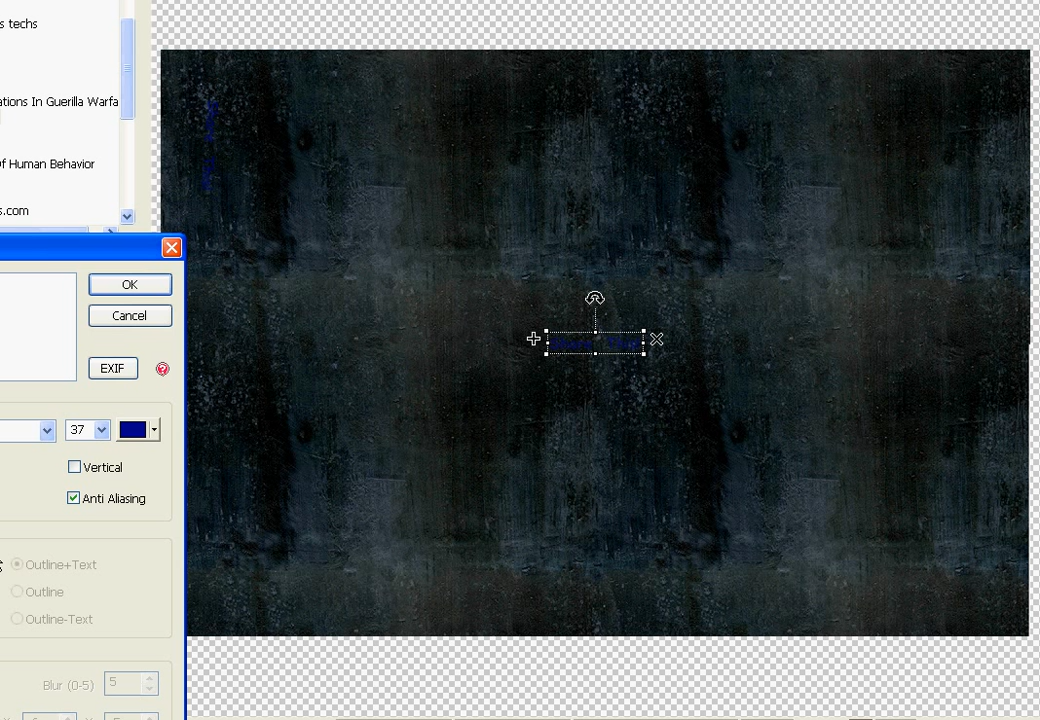 s techs
ations In Guerilla Warfa
Of Human Behavior
s.com
OK
Cancel
EXIF
37
Vertical
Anti Aliasing
Outline+Text
Outline
Outline-Text
Blur (0-5) 5